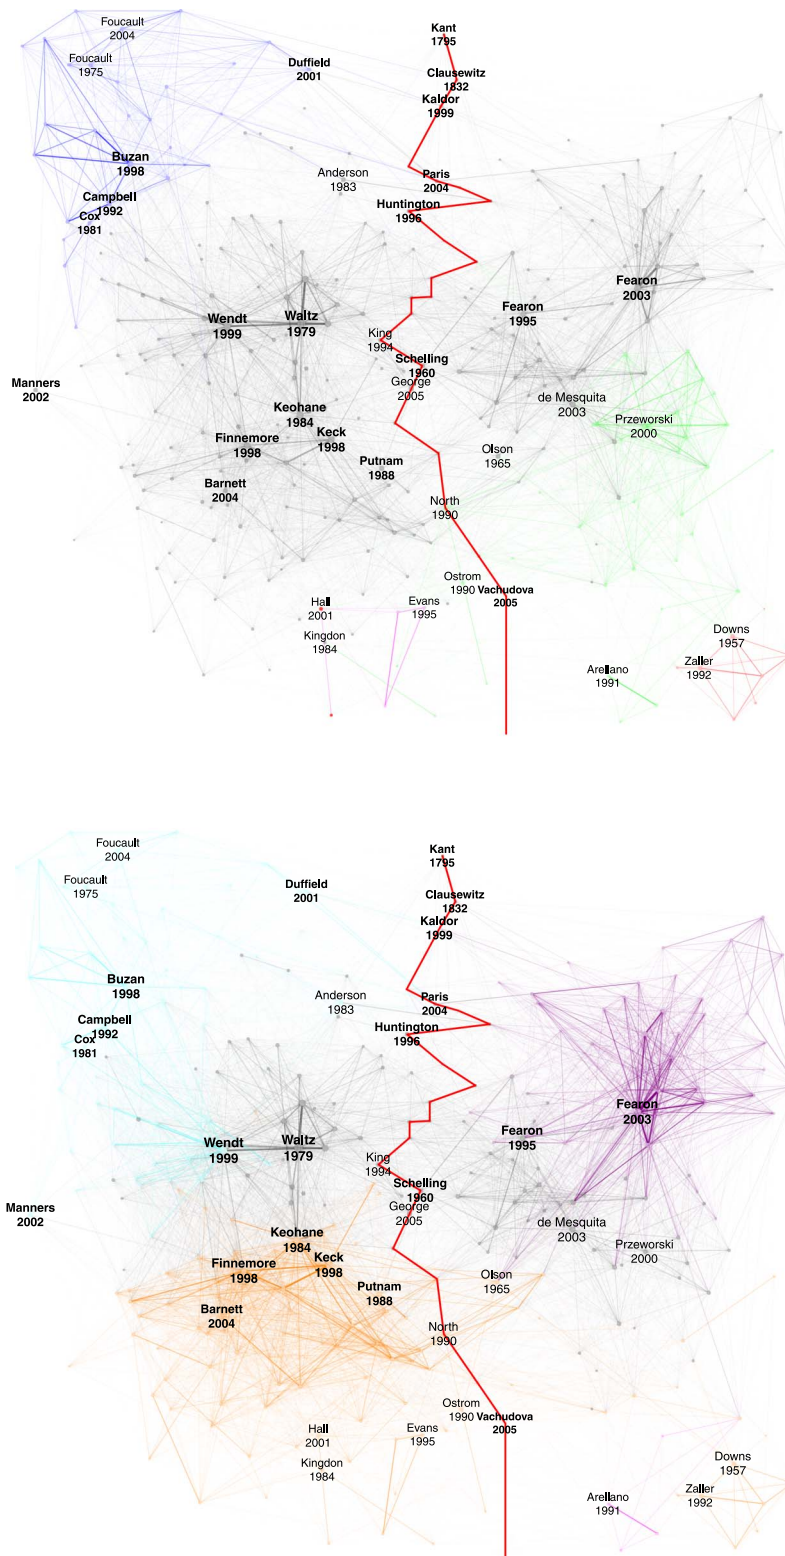 Foucault
2004
Kant
1795
Foucault
1975
Duffield
2001
Clausewitz
1832
Kaldor
1999
Buzan
1998
Anderson
1983
Paris
2004
Campbell
1992
Huntington
1996
Cox
1981
Fearon
2003
Wendt
1999
Waltz
1979
Fearon
1995
King
1994
Schelling
1960
George
2005
Manners
2002
de Mesquita
2003
Keohane
1984
Przeworski
2000
Finnemore
1998
Keck
1998
Putnam
1988
Olson
1965
Barnett
2004
North
1990
Ostrom
1990
Vachudova
2005
Hall
2001
Evans
1995
Kingdon
1984
Downs
1957
Arellano
1991
Zaller
1992
Foucault
2004
Kant
1795
Foucault
1975
Duffield
2001
Clausewitz
1832
Kaldor
1999
Buzan
1998
Anderson
1983
Paris
2004
Campbell
1992
Huntington
1996
Cox
1981
Fearon
2003
Wendt
1999
Waltz
1979
Fearon
1995
King
1994
Schelling
1960
George
2005
Manners
2002
de Mesquita
2003
Keohane
1984
Przeworski
2000
Finnemore
1998
Keck
1998
Putnam
1988
Olson
1965
Barnett
2004
North
1990
Ostrom
1990
Vachudova
2005
Hall
2001
Evans
1995
Kingdon
1984
Downs
1957
Arellano
1991
Zaller
1992